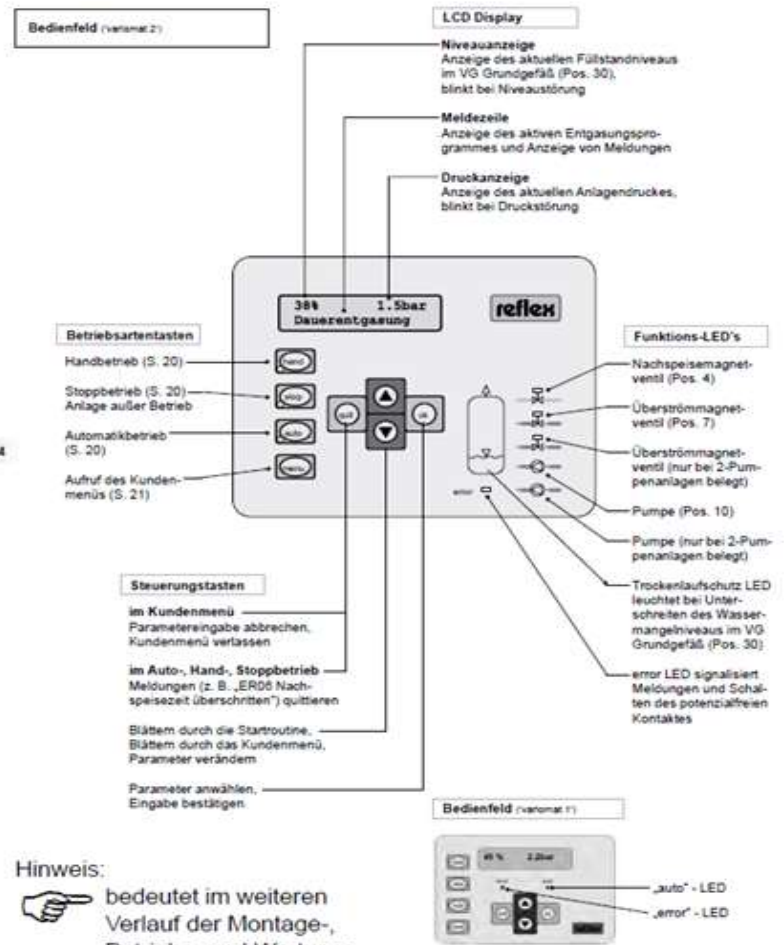 Bedienfeld ('variomat 2')
LCD Display
Niveauanzeige
Anzeige des aktuellen Füllstandniveaus
im VG Grundgefäß (Pos. 30),
blinkt bei Niveaustörung
Meldezeile
Anzeige des aktiven Entgasungspro-
grammes und Anzeige von Meldungen
Druckanzeige
Anzeige des aktuellen Anlagendruckes,
blinkt bei Druckstörung
38% 1.5bar
Dauerentgasung
reflex
Betriebsartentasten
Handbetrieb (S. 20)
Stoppbetrieb (S. 20)
Anlage außer Betrieb
Automatikbetrieb
(S. 20)
Aufruf des Kunden-
menüs (S. 21)
hand
stop
auto
menu
quit
ok
error
Funktions-LED's
Nachspeisemagnet-
ventil (Pos. 4)
Überströmmagnet-
ventil (Pos. 7)
Überströmmagnet-
ventil (nur bei 2-Pum-
penanlagen belegt)
Pumpe (Pos. 10)
Pumpe (nur bei 2-Pum-
penanlagen belegt)
Trockenlaufschutz LED
leuchtet bei Unter-
schreiten des Wasser-
mangelniveaus im VG
Grundgefäß (Pos. 30)
error LED signalisiert
Meldungen und Schal-
ten des potenzialfreien
Kontaktes
Steuerungstasten
im Kundenmenü
Parametereingabe abbrechen,
Kundenmenü verlassen
im Auto-, Hand-, Stoppbetrieb
Meldungen (z. B. „ER06 Nach-
speisezeit überschritten") quittieren
Blättern durch die Startroutine,
Blättern durch das Kundenmenü,
Parameter verändern
Parameter anwählen,
Eingabe bestätigen
Bedienfeld ('variomat 1')
„auto" - LED
„error" - LED
Hinweis:
bedeutet im weiteren
Verlauf der Montage-,